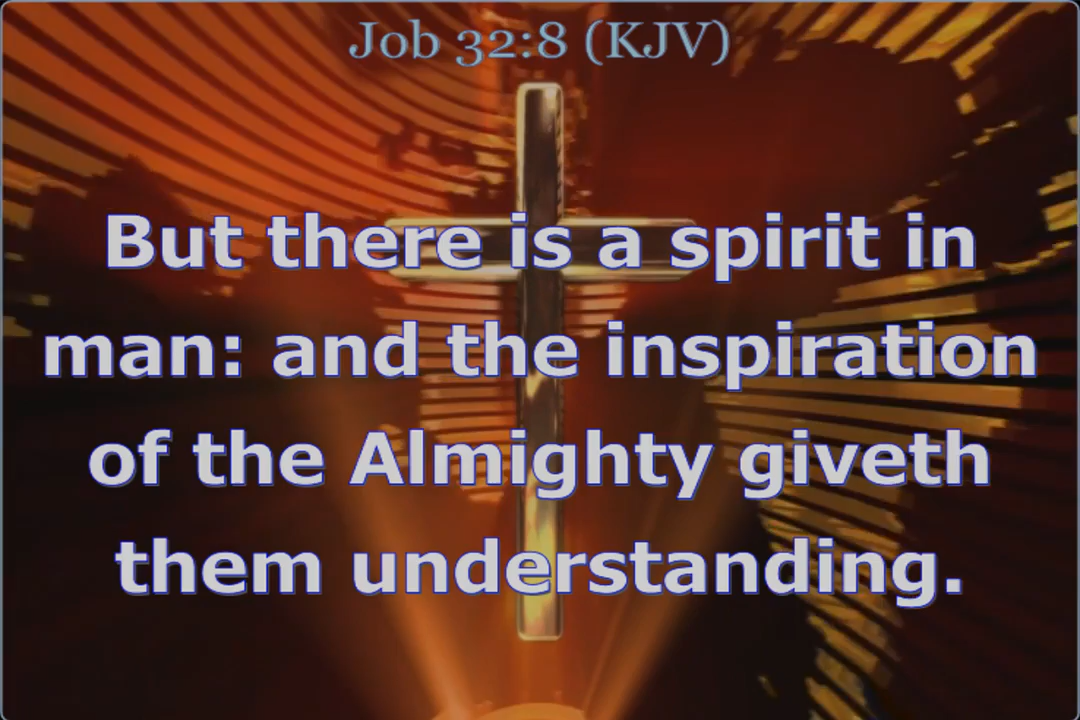 Job 32:8 (KJV)
But there is a spirit in
man: and the inspiration
of the Almighty giveth
them understanding.